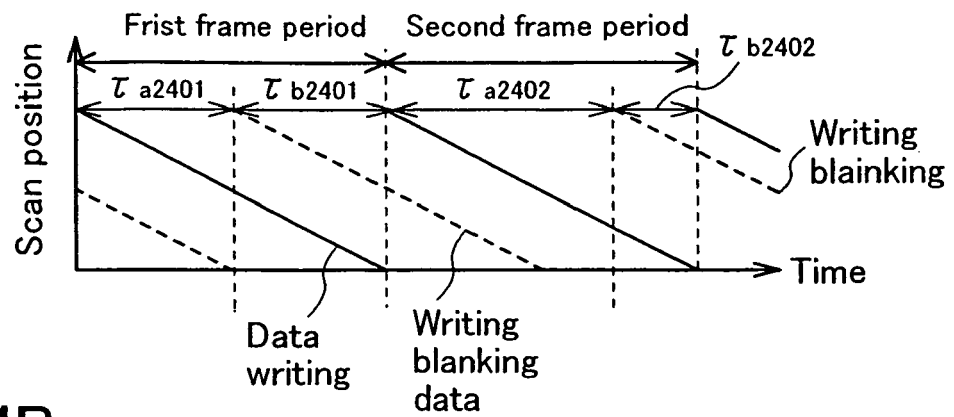 Frist frame period
Second frame period
τ b2402
τ a2401
τ b2401
τ a2402
Scan position
Writing
blainking
Time
Data
writing
Writing
blanking
data